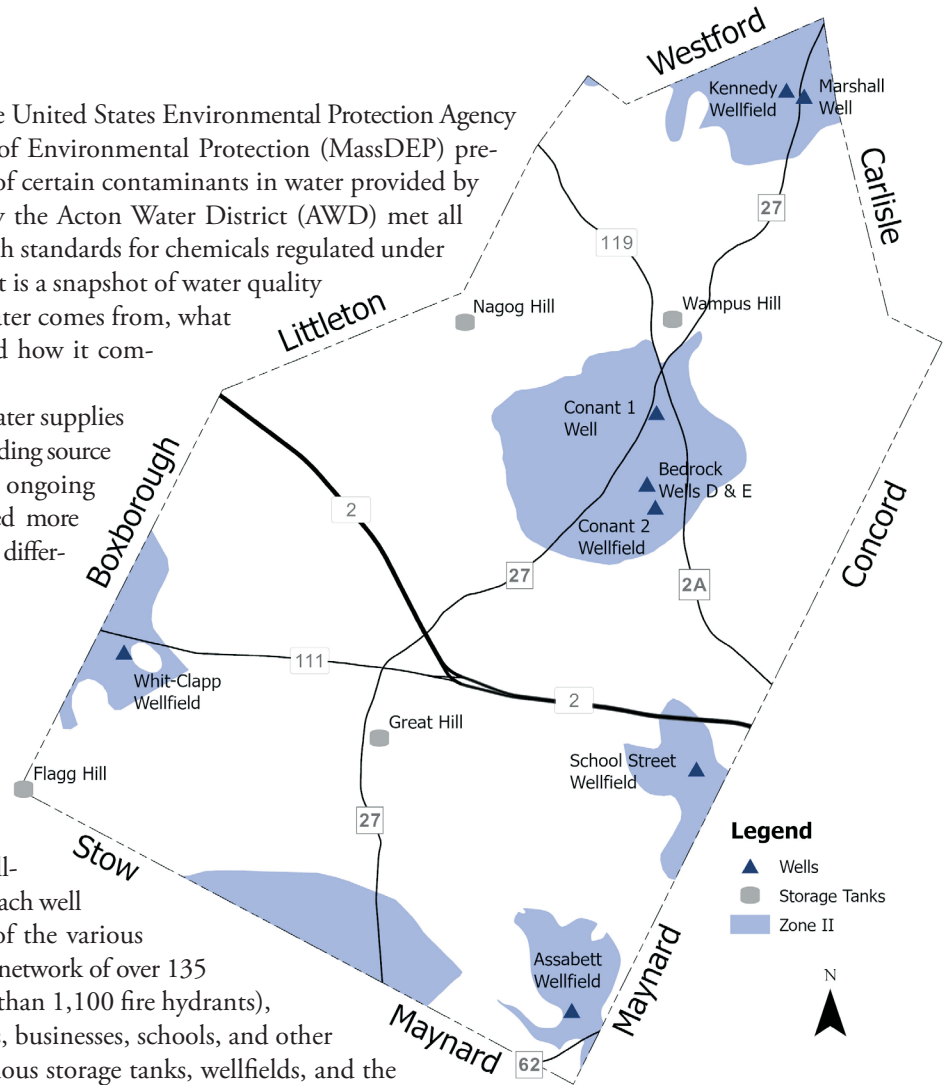 e United States Environmental Protection Agency
of Environmental Protection (MassDEP) pre-
of certain contaminants in water provided by
y the Acton Water District (AWD) met all
h standards for chemicals regulated under
t is a snapshot of water quality
ater comes from, what
d how it com-
ater supplies
ding source
ongoing
ed more
differ-
ll-
ach well
of the various
network of over 135
than 1,100 fire hydrants),
s, businesses, schools, and other
ious storage tanks, wellfields, and the
Westford
Kennedy
Wellfield
Marshall
Well
Carlisle
27
119
Littleton
Nagog Hill
Wampus Hill
Conant 1
Well
Bedrock
Wells D & E
Conant 2
Wellfield
Boxborough
2
Concord
27
2A
111
Whit-Clapp
Wellfield
2
Great Hill
School Street
Wellfield
Flagg Hill
27
Stow
Legend
Wells
Storage Tanks
Zone II
Assabett
Wellfield
Maynard
Maynard
62
N